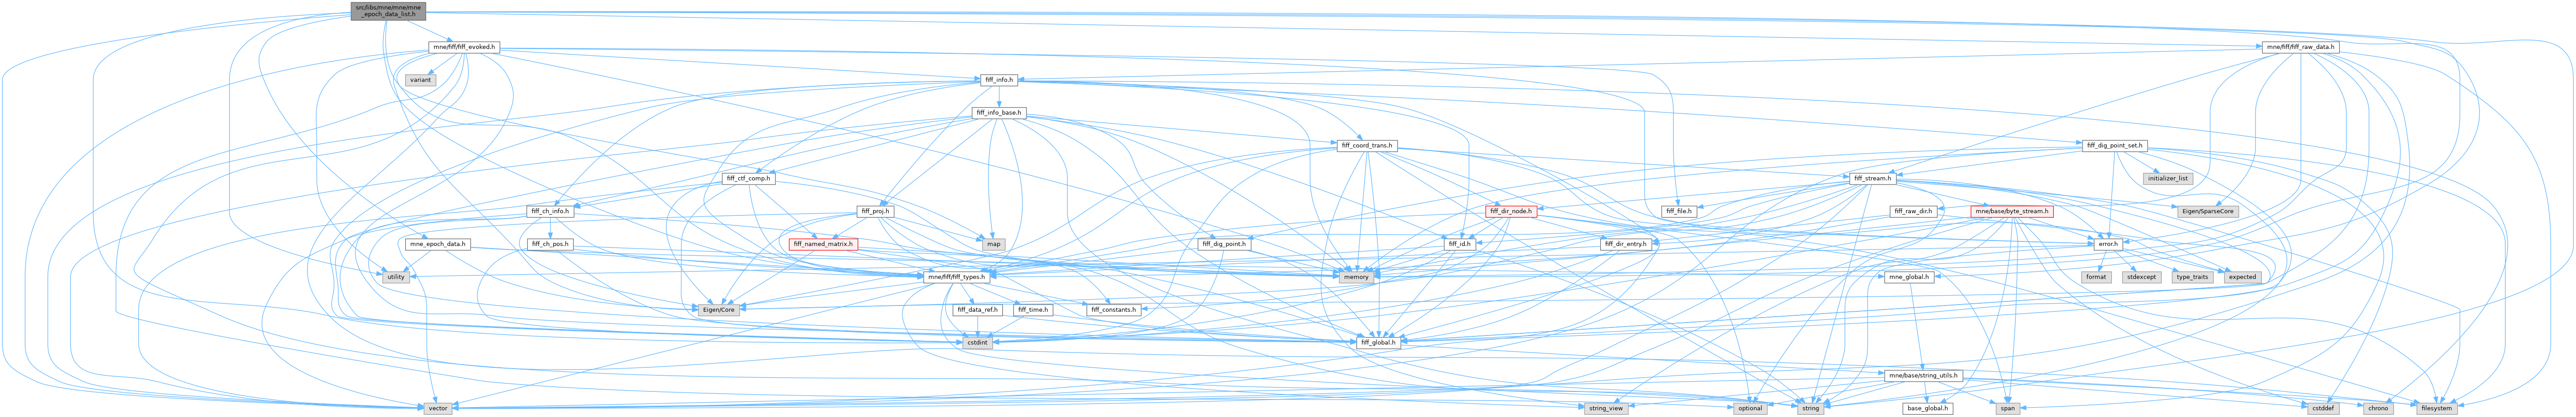 src/libs/mne/mne/mne
_epoch_data_list.h
mne/fiff/fiff_evoked.h
mne/fiff/fiff_raw_data.h
variant
fiff_info.h
fiff_info_base.h
fiff_coord_trans.h
fiff_dig_point_set.h
fiff_ctf_comp.h
fiff_stream.h
initializer_list
fiff_ch_info.h
fiff_proj.h
fiff_file.h
fiff_dir_node.h
fiff_raw_dir.h
mne/base/byte_stream.h
Eigen/SparseCore
mne_epoch_data.h
fiff_ch_pos.h
fiff_named_matrix.h
map
fiff_dig_point.h
fiff_id.h
fiff_dir_entry.h
error.h
utility
mne/fiff/fiff_types.h
memory
mne_global.h
format
stdexcept
type_traits
expected
Eigen/Core
fiff_data_ref.h
fiff_time.h
fiff_constants.h
cstdint
fiff_global.h
mne/base/string_utils.h
vector
string_view
optional
string
base_global.h
span
cstddef
chrono
filesystem